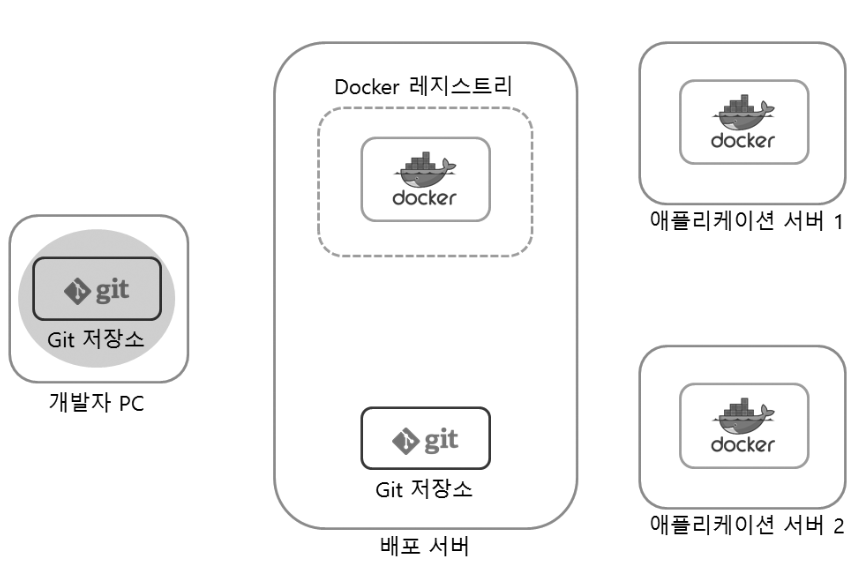 Docker 레지스트리
docker
docker
애플리케이션 서버 1
git
Git 저장소
개발자 PC
git
Git 저장소
배포 서버
docker
애플리케이션 서버 2